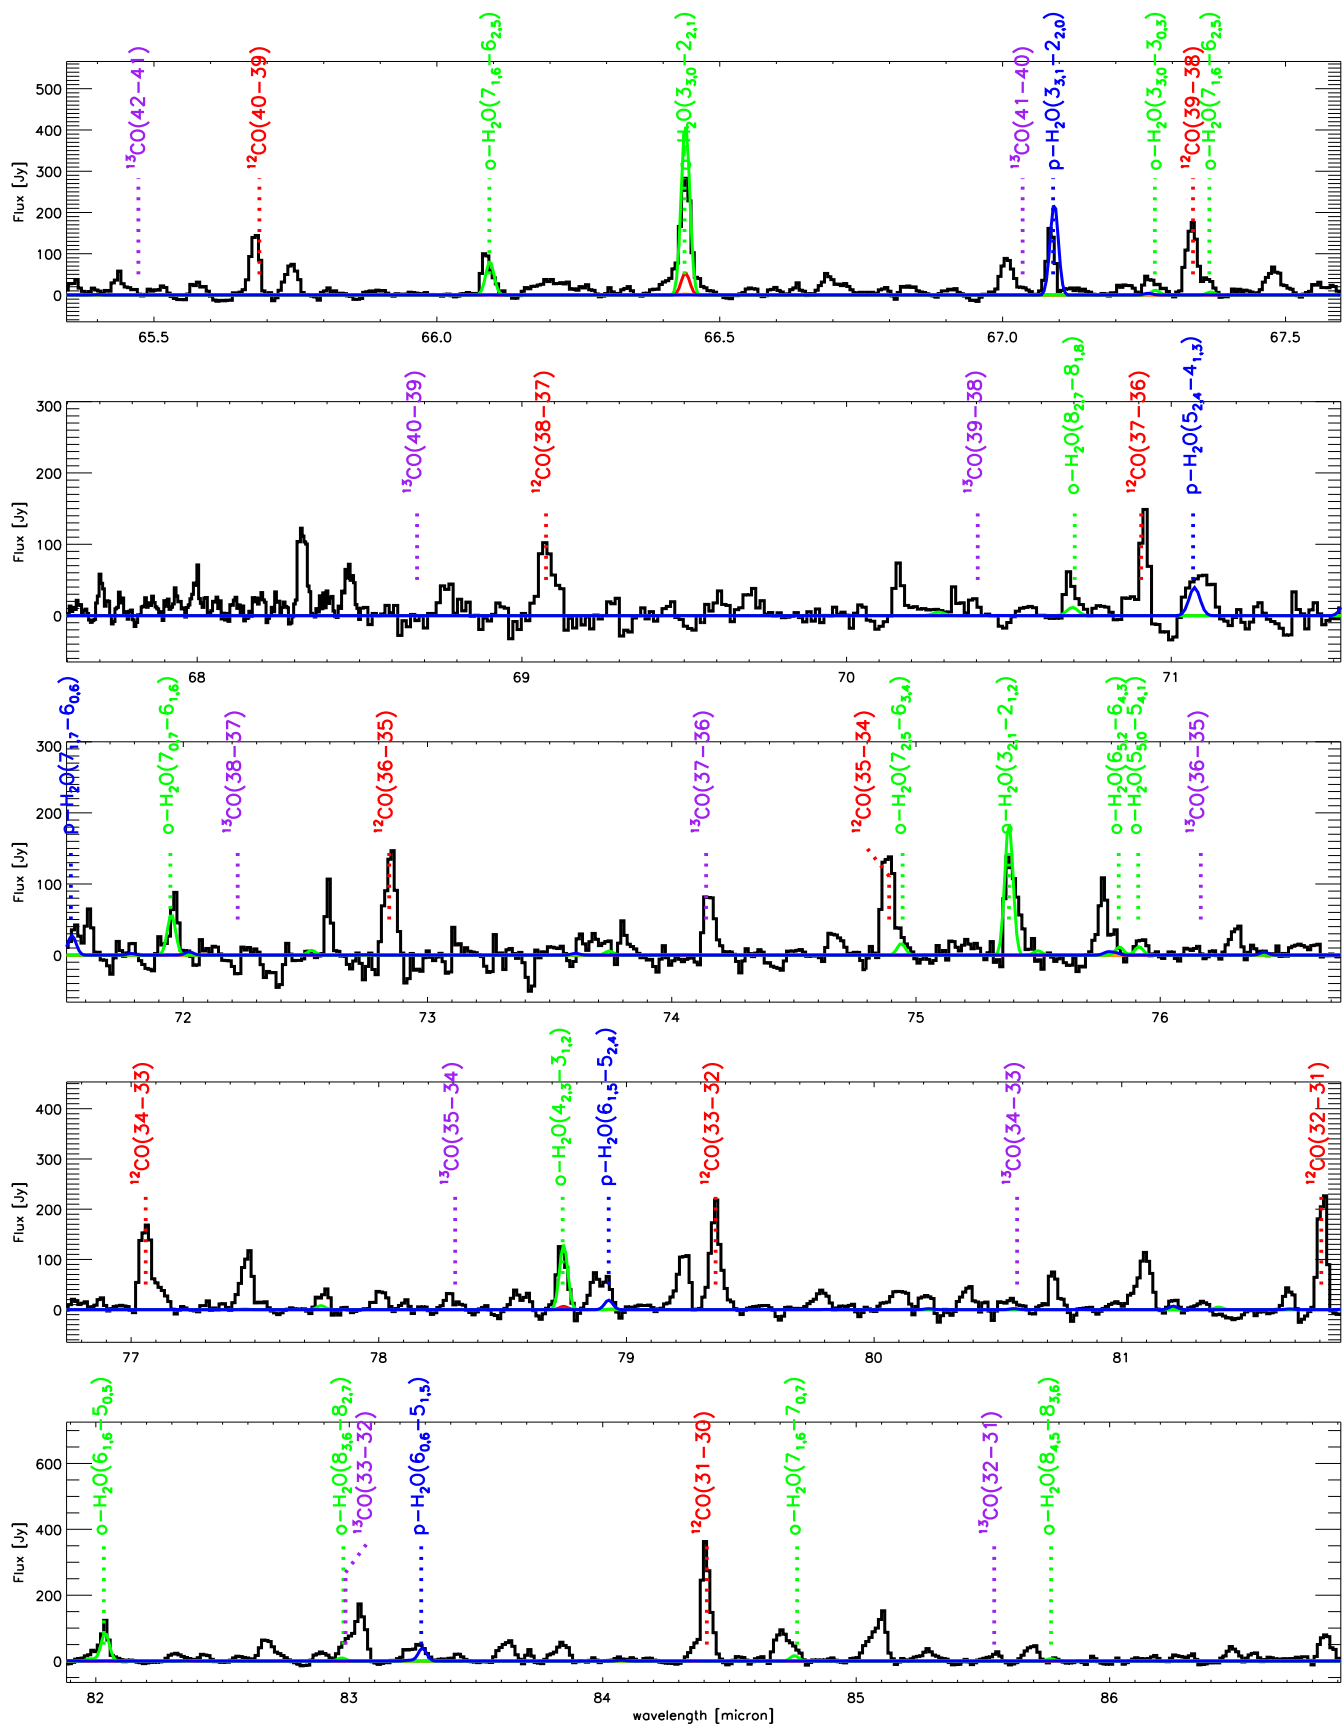 ¹³CO(42−41)
¹²CO(40−39)
o−H₂O(7₁,₆−6₂,₅)
o−H₂O(3₃,₀−2₂,₁)
¹³CO(41−40)
p−H₂O(3₃,₁−2₂,₀)
o−H₂O(3₃,₀−3₀,₃)
¹²CO(39−38)
o−H₂O(7₁,₆−6₂,₅)
Flux [Jy]
500
400
300
200
100
0
65.5 66.0 66.5 67.0 67.5
¹³CO(40−39)
¹²CO(38−37)
¹³CO(39−38)
o−H₂O(8₂,₇−8₁,₈)
¹²CO(37−36)
p−H₂O(5₂,₄−4₁,₃)
Flux [Jy]
300
200
100
0
68 69 70 71
p−H₂O(7₁,₇−6₀,₆)
o−H₂O(7₀,₇−6₁,₆)
¹³CO(38−37)
¹²CO(36−35)
¹³CO(37−36)
¹²CO(35−34)
o−H₂O(7₂,₅−6₃,₄)
o−H₂O(3₂,₁−2₁,₂)
o−H₂O(6₅,₂−6₄,₃)
o−H₂O(5₅,₀−5₄,₁)
¹³CO(36−35)
Flux [Jy]
300
200
100
0
72 73 74 75 76
¹²CO(34−33)
¹³CO(35−34)
o−H₂O(4₂,₃−3₁,₂)
p−H₂O(6₁,₅−5₂,₄)
¹²CO(33−32)
¹³CO(34−33)
¹²CO(32−31)
Flux [Jy]
400
300
200
100
0
77 78 79 80 81
o−H₂O(6₁,₆−5₀,₅)
o−H₂O(8₃,₆−8₂,₇)
¹³CO(33−32)
p−H₂O(6₀,₆−5₁,₅)
¹²CO(31−30)
o−H₂O(7₁,₆−7₀,₇)
¹³CO(32−31)
o−H₂O(8₄,₅−8₃,₆)
Flux [Jy]
600
400
200
0
82 83 84 85 86
wavelength [micron]